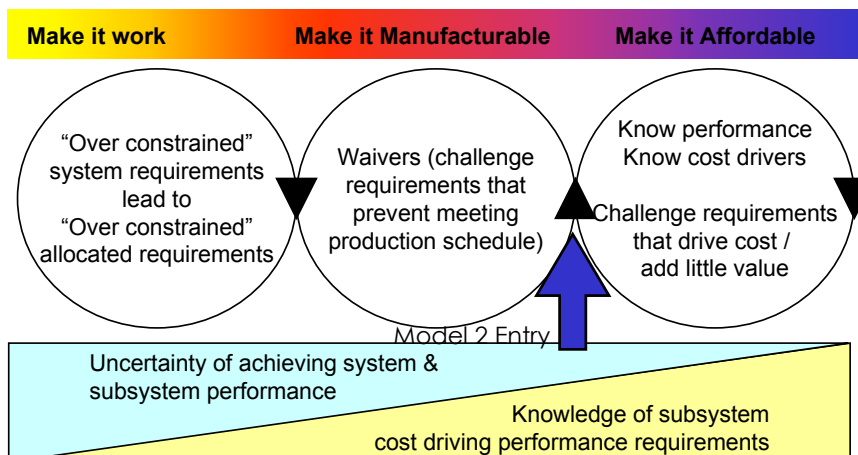 Make it work
Make it Manufacturable
Make it Affordable
“Over constrained”
system requirements
lead to
“Over constrained”
allocated requirements
Waivers (challenge
requirements that
prevent meeting
production schedule)
Know performance
Know cost drivers
Challenge requirements
that drive cost /
add little value
Model 2 Entry
Uncertainty of achieving system &
subsystem performance
Knowledge of subsystem
cost driving performance requirements